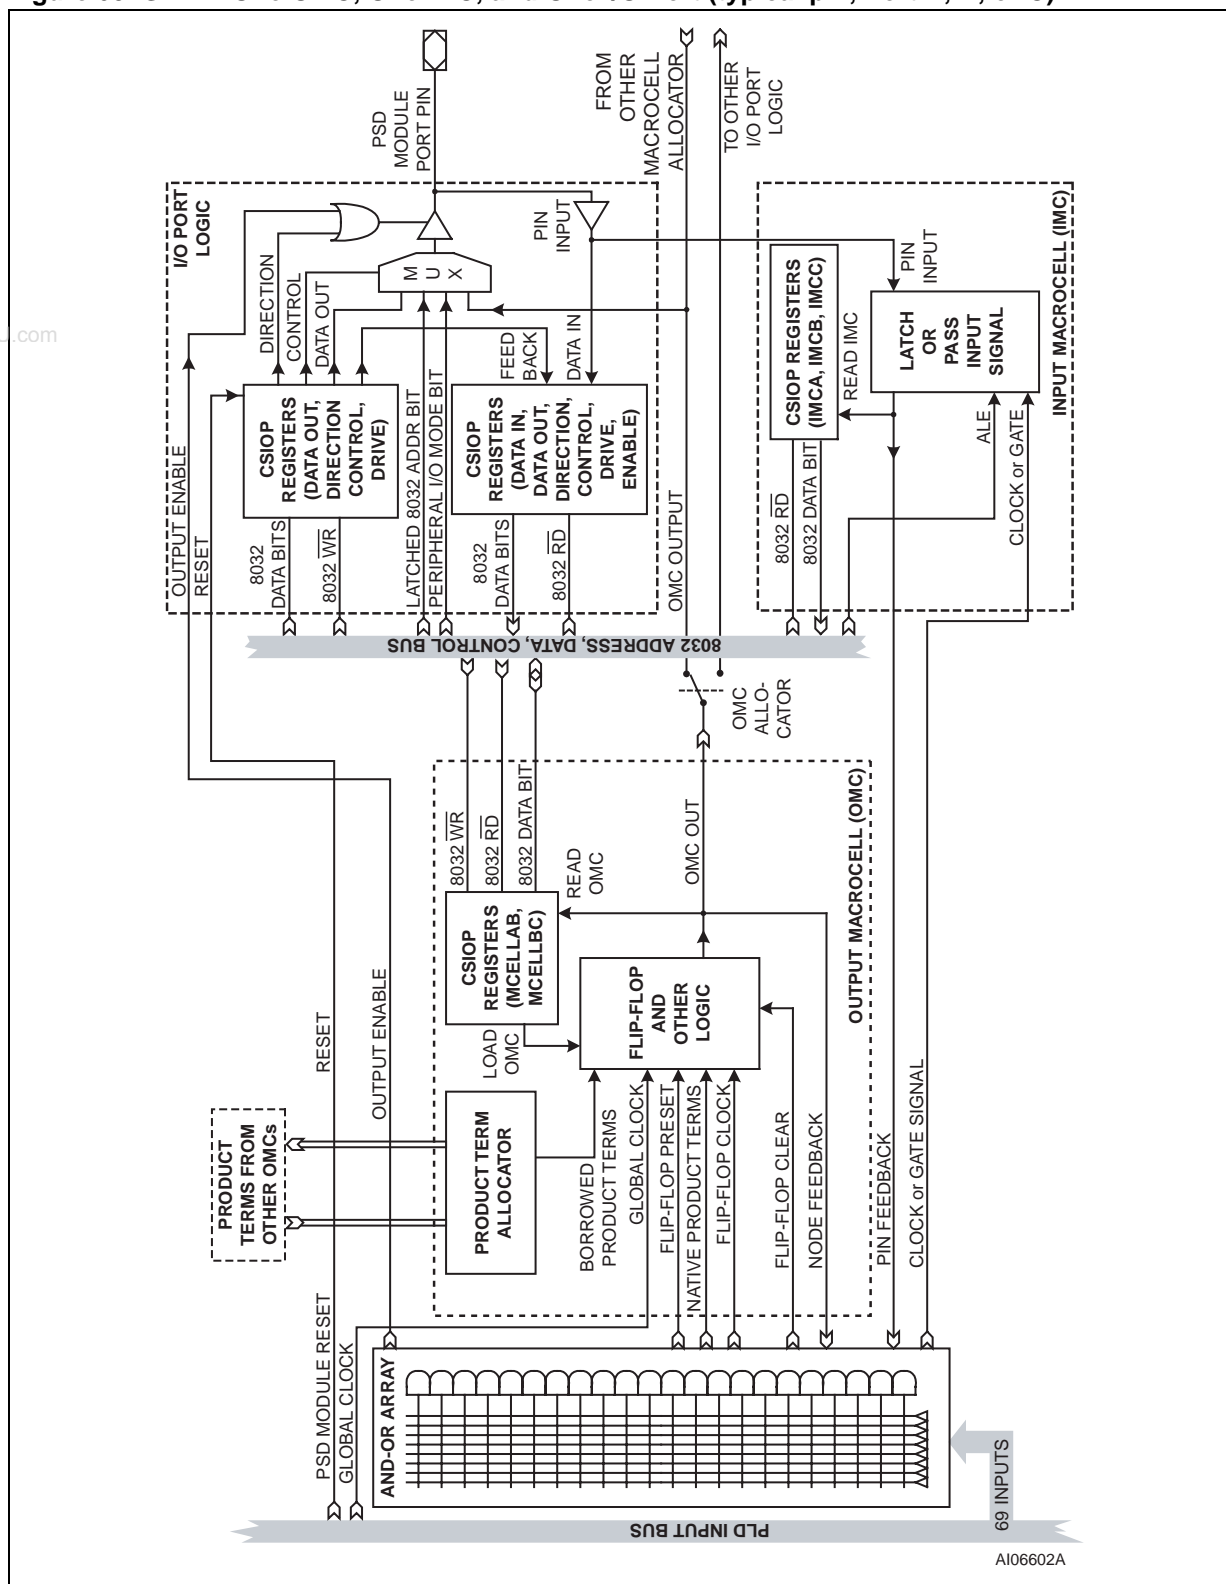 u.com
PSD
MODULE
PORT PIN
FROM
OTHER
MACROCELL
ALLOCATOR
TO OTHER
I/O PORT
LOGIC
I/O PORT
LOGIC
DIRECTION
CONTROL
DATA OUT
M
U
X
PIN
INPUT
FEED
BACK
DATA IN
OUTPUT ENABLE
RESET
CSIOP
REGISTERS
(DATA OUT,
DIRECTION
CONTROL,
DRIVE)
LATCHED 8032 ADDR BIT
PERIPHERAL I/O MODE BIT
CSIOP
REGISTERS
(DATA IN,
DATA OUT,
DIRECTION,
CONTROL,
DRIVE,
ENABLE)
8032
DATA BITS
8032 WR
8032
DATA BITS
8032 RD
OMC OUTPUT
INPUT MACROCELL (IMC)
CSIOP REGISTERS
(IMCA, IMCB, IMCC)
READ IMC
PIN
INPUT
LATCH
OR
PASS
INPUT
SIGNAL
ALE
CLOCK or GATE
8032 RD
8032 DATA BIT
8032 ADDRESS, DATA, CONTROL BUS
OMC
ALLO-
CATOR
OUTPUT MACROCELL (OMC)
8032 WR
8032 RD
8032 DATA BIT
READ
OMC
OMC OUT
CSIOP
REGISTERS
(MCELLAB,
MCELLBC)
LOAD
OMC
FLIP-FLOP
AND
OTHER
LOGIC
RESET
OUTPUT ENABLE
PRODUCT
TERMS FROM
OTHER OMCs
PRODUCT TERM
ALLOCATOR
BORROWED
PRODUCT TERMS
GLOBAL CLOCK
FLIP-FLOP PRESET
NATIVE PRODUCT TERMS
FLIP-FLOP CLOCK
FLIP-FLOP CLEAR
NODE FEEDBACK
PIN FEEDBACK
CLOCK or GATE SIGNAL
PSD MODULE RESET
GLOBAL CLOCK
AND-OR ARRAY
PLD INPUT BUS
69 INPUTS
AI06602A